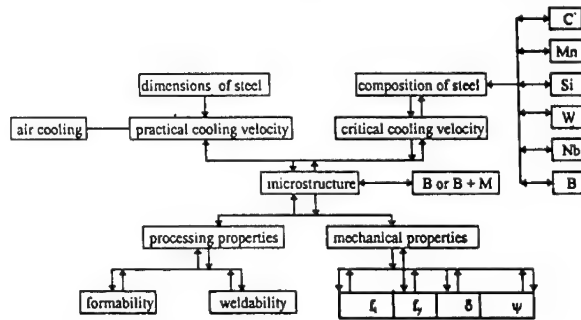 C
Mn
dimensions of steel
composition of steel
Si
W
air cooling
practical cooling velocity
critical cooling velocity
Nb
microstructure
B or B + M
B
processing properties
mechanical properties
formability
weldability
δ
ψ